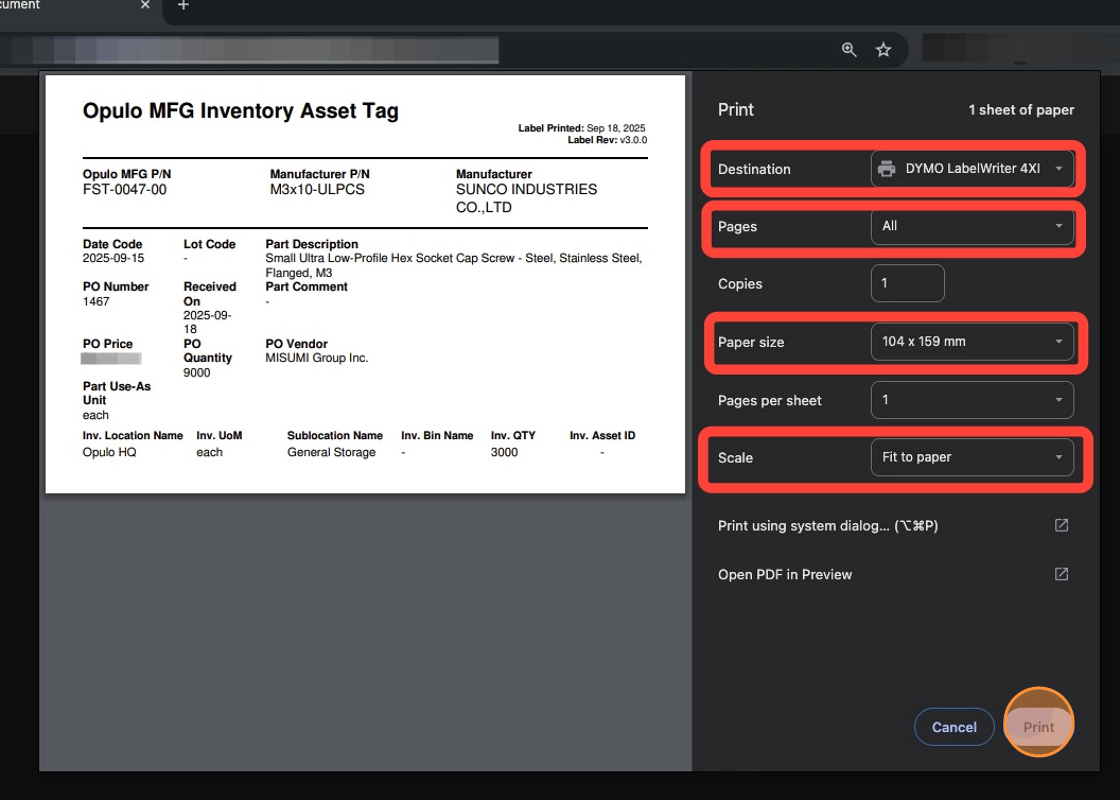 cument
Opulo MFG Inventory Asset Tag
Label Printed: Sep 18, 2025
Label Rev: v3.0.0
Opulo MFG P/N
FST-0047-00
Manufacturer P/N
M3x10-ULPCS
Manufacturer
SUNCO INDUSTRIES
CO.,LTD
Date Code
2025-09-15
Lot Code
-
Part Description
Small Ultra Low-Profile Hex Socket Cap Screw - Steel, Stainless Steel,
Flanged, M3
PO Number
1467
Received
On
2025-09-
18
Part Comment
-
PO Price
PO
Quantity
9000
PO Vendor
MISUMI Group Inc.
Part Use-As
Unit
each
Inv. Location Name Inv. UoM Sublocation Name Inv. Bin Name Inv. QTY Inv. Asset ID
Opulo HQ each General Storage - 3000 -
Print
1 sheet of paper
Destination DYMO LabelWriter 4Xl
Pages All
Copies 1
Paper size 104 x 159 mm
Pages per sheet 1
Scale Fit to paper
Print using system dialog... (⌥⌘P)
Open PDF in Preview
Cancel Print